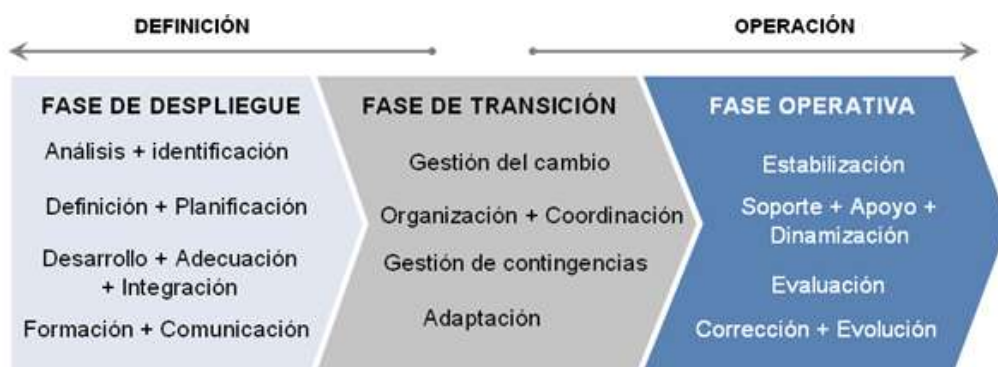 DEFINICIÓN
OPERACIÓN
FASE DE DESPLIEGUE
Análisis + identificación
Definición + Planificación
Desarrollo + Adecuación
+ Integración
Formación + Comunicación
FASE DE TRANSICIÓN
Gestión del cambio
Organización + Coordinación
Gestión de contingencias
Adaptación
FASE OPERATIVA
Estabilización
Soporte + Apoyo +
Dinamización
Evaluación
Corrección + Evolución